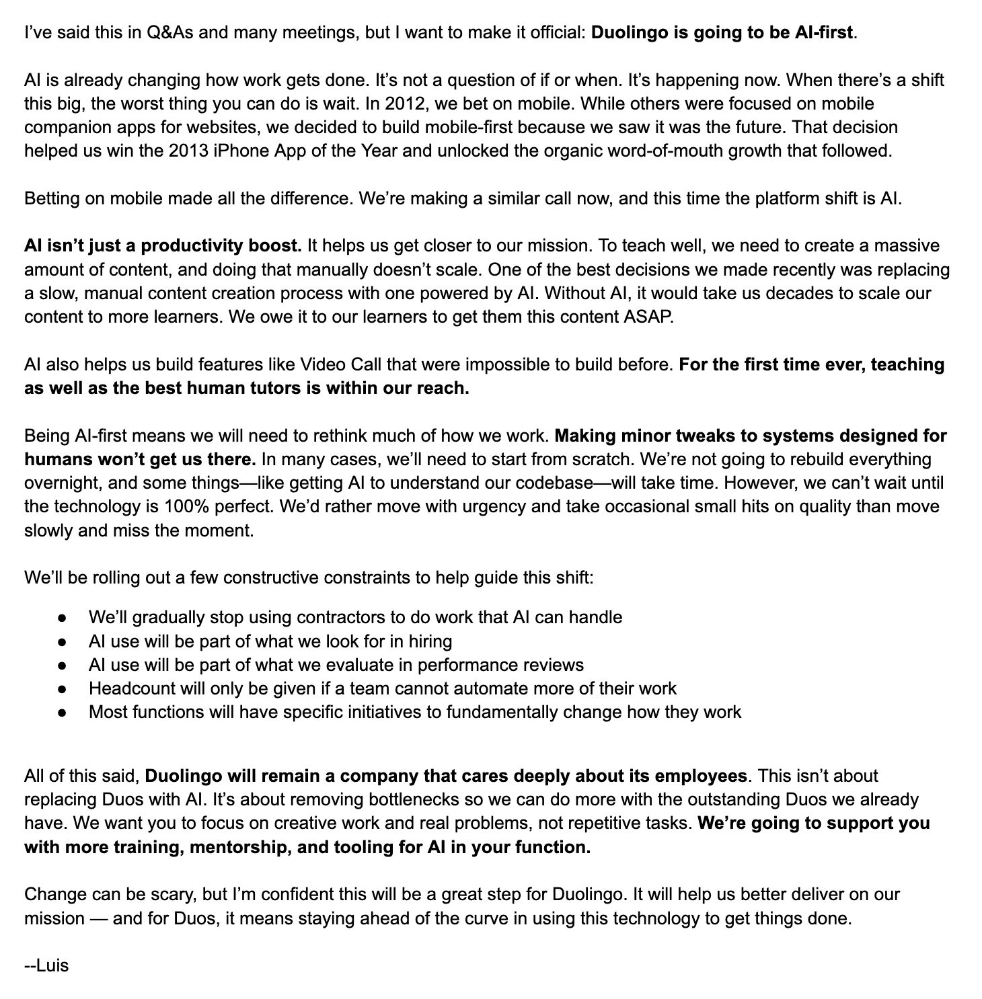 I’ve said this in Q&As and many meetings, but I want to make it official: Duolingo is going to be AI-first.
AI is already changing how work gets done. It’s not a question of if or when. It’s happening now. When there’s a shift
this big, the worst thing you can do is wait. In 2012, we bet on mobile. While others were focused on mobile
companion apps for websites, we decided to build mobile-first because we saw it was the future. That decision
helped us win the 2013 iPhone App of the Year and unlocked the organic word-of-mouth growth that followed.
Betting on mobile made all the difference. We’re making a similar call now, and this time the platform shift is AI.
AI isn’t just a productivity boost. It helps us get closer to our mission. To teach well, we need to create a massive
amount of content, and doing that manually doesn’t scale. One of the best decisions we made recently was replacing
a slow, manual content creation process with one powered by AI. Without AI, it would take us decades to scale our
content to more learners. We owe it to our learners to get them this content ASAP.
AI also helps us build features like Video Call that were impossible to build before. For the first time ever, teaching
as well as the best human tutors is within our reach.
Being AI-first means we will need to rethink much of how we work. Making minor tweaks to systems designed for
humans won’t get us there. In many cases, we’ll need to start from scratch. We’re not going to rebuild everything
overnight, and some things—like getting AI to understand our codebase—will take time. However, we can’t wait until
the technology is 100% perfect. We’d rather move with urgency and take occasional small hits on quality than move
slowly and miss the moment.
We’ll be rolling out a few constructive constraints to help guide this shift:
● We’ll gradually stop using contractors to do work that AI can handle
● AI use will be part of what we look for in hiring
● AI use will be part of what we evaluate in performance reviews
● Headcount will only be given if a team cannot automate more of their work
● Most functions will have specific initiatives to fundamentally change how they work
All of this said, Duolingo will remain a company that cares deeply about its employees. This isn’t about
replacing Duos with AI. It’s about removing bottlenecks so we can do more with the outstanding Duos we already
have. We want you to focus on creative work and real problems, not repetitive tasks. We’re going to support you
with more training, mentorship, and tooling for AI in your function.
Change can be scary, but I’m confident this will be a great step for Duolingo. It will help us better deliver on our
mission — and for Duos, it means staying ahead of the curve in using this technology to get things done.
--Luis